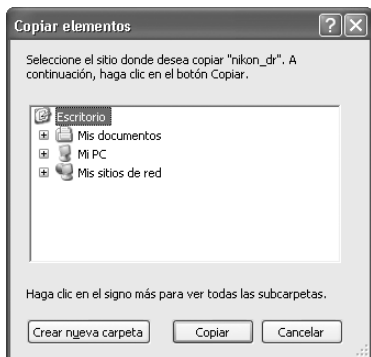 Copiar elementos
Seleccione el sitio donde desea copiar "nikon_dr". A
continuación, haga clic en el botón Copiar.
Escritorio
Mis documentos
Mi PC
Mis sitios de red
Haga clic en el signo más para ver todas las subcarpetas.
Crear nueva carpeta Copiar Cancelar